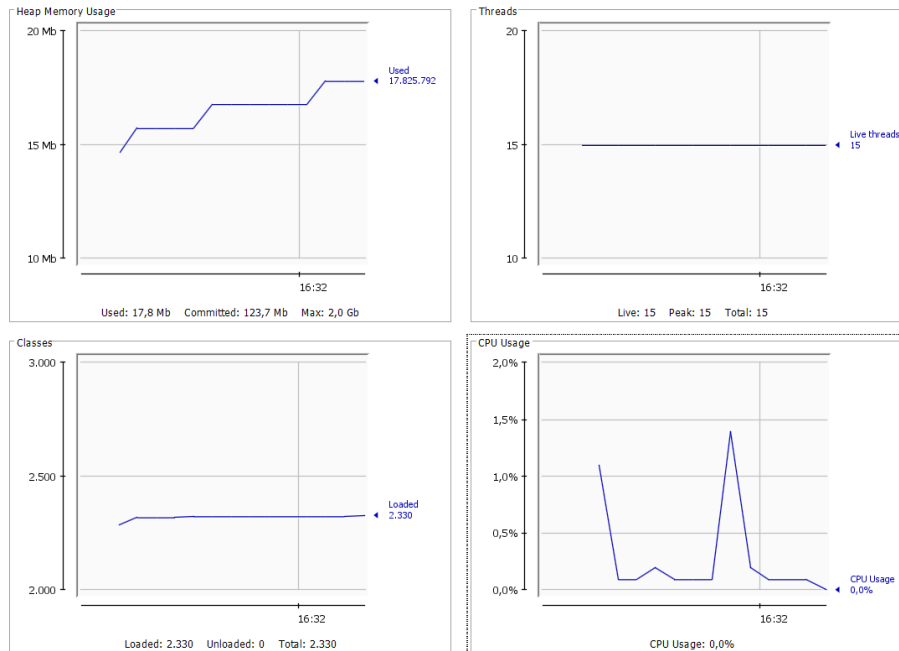 Heap Memory Usage
20 Mb
15 Mb
10 Mb
Used
17.825.792
16:32
Used: 17,8 Mb Committed: 123,7 Mb Max: 2,0 Gb
Threads
20
15
10
Live threads
15
16:32
Live: 15 Peak: 15 Total: 15
Classes
3.000
2.500
2.000
Loaded
2.330
16:32
Loaded: 2.330 Unloaded: 0 Total: 2.330
CPU Usage
2,0%
1,5%
1,0%
0,5%
0,0%
CPU Usage
0,0%
16:32
CPU Usage: 0,0%